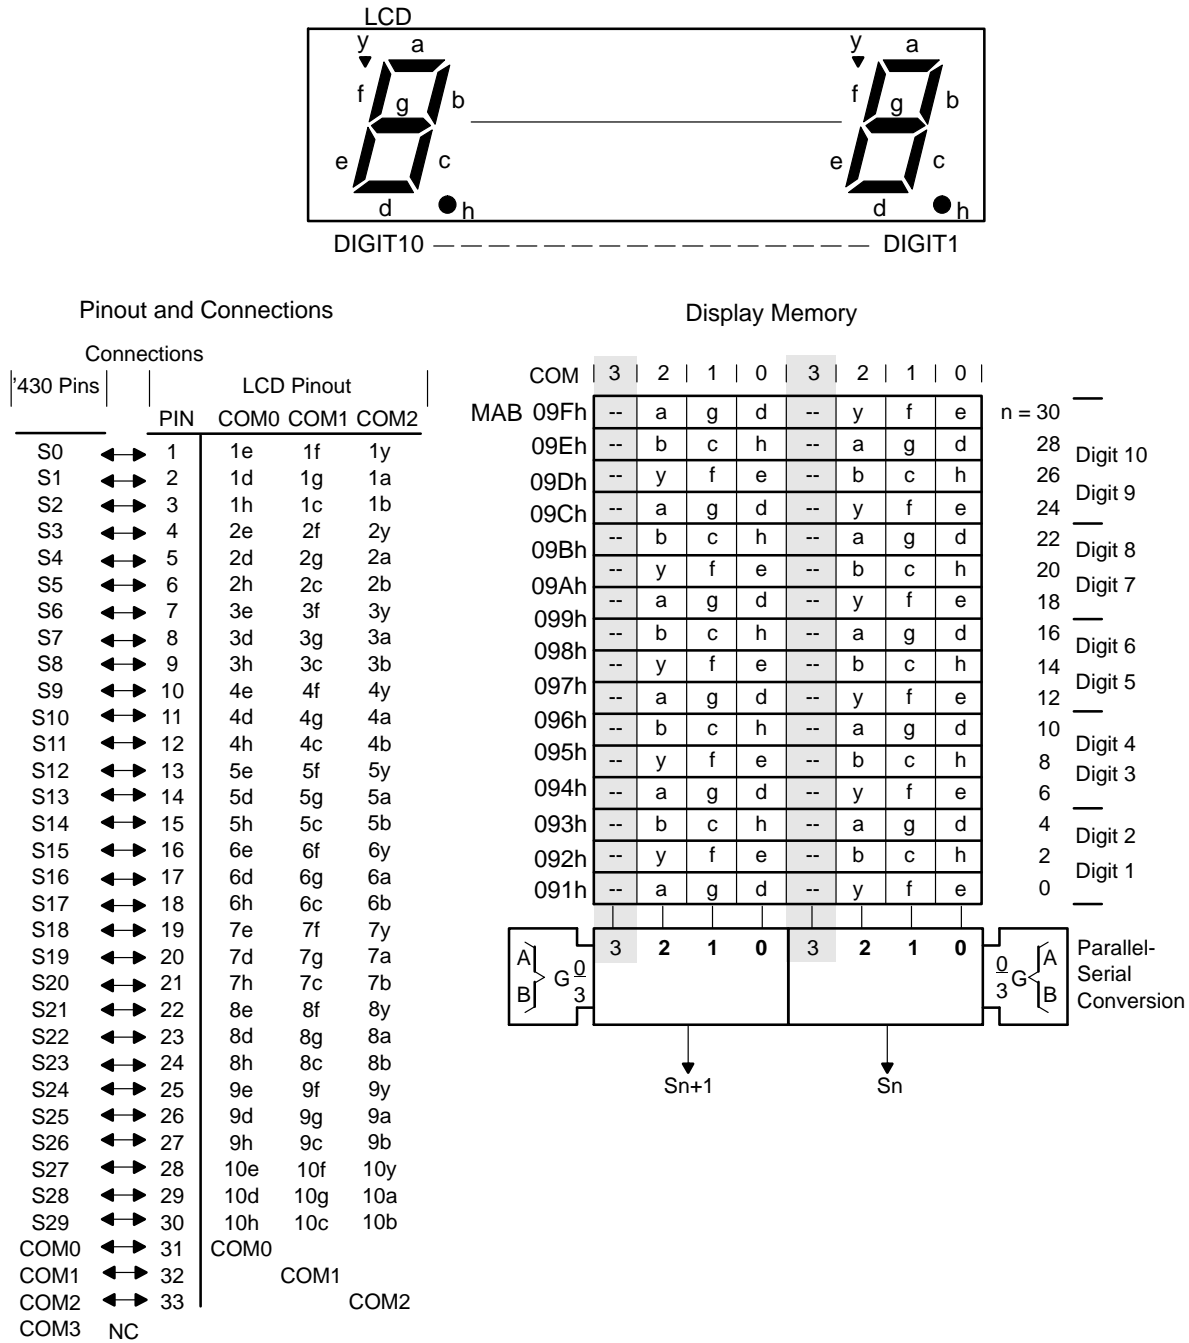 LCD
y a y a
f g b f g b
e c e c
d h d h
DIGIT10 DIGIT1
Pinout and Connections
Connections
'430 Pins LCD Pinout
PIN COM0 COM1 COM2
S0 1 1e 1f 1y
S1 2 1d 1g 1a
S2 3 1h 1c 1b
S3 4 2e 2f 2y
S4 5 2d 2g 2a
S5 6 2h 2c 2b
S6 7 3e 3f 3y
S7 8 3d 3g 3a
S8 9 3h 3c 3b
S9 10 4e 4f 4y
S10 11 4d 4g 4a
S11 12 4h 4c 4b
S12 13 5e 5f 5y
S13 14 5d 5g 5a
S14 15 5h 5c 5b
S15 16 6e 6f 6y
S16 17 6d 6g 6a
S17 18 6h 6c 6b
S18 19 7e 7f 7y
S19 20 7d 7g 7a
S20 21 7h 7c 7b
S21 22 8e 8f 8y
S22 23 8d 8g 8a
S23 24 8h 8c 8b
S24 25 9e 9f 9y
S25 26 9d 9g 9a
S26 27 9h 9c 9b
S27 28 10e 10f 10y
S28 29 10d 10g 10a
S29 30 10h 10c 10b
COM0 31 COM0
COM1 32 COM1
COM2 33 COM2
COM3 NC
Display Memory
COM 3 2 1 0 3 2 1 0
MAB 09Fh -- a g d -- y f e n = 30
09Eh -- b c h -- a g d 28 Digit 10
09Dh -- y f e -- b c h 26
09Ch -- a g d -- y f e 24 Digit 9
09Bh -- b c h -- a g d 22 Digit 8
09Ah -- y f e -- b c h 20 Digit 7
099h -- a g d -- y f e 18
098h -- b c h -- a g d 16 Digit 6
097h -- y f e -- b c h 14 Digit 5
096h -- a g d -- y f e 12
095h -- b c h -- a g d 10 Digit 4
094h -- y f e -- b c h 8 Digit 3
-- a g d -- y f e 6
093h -- b c h -- a g d 4 Digit 2
092h -- y f e -- b c h 2 Digit 1
091h -- a g d -- y f e 0
3 2 1 0 3 2 1 0
A B G 0 3
0 3 G A B
Parallel-
Serial
Conversion
Sn+1 Sn